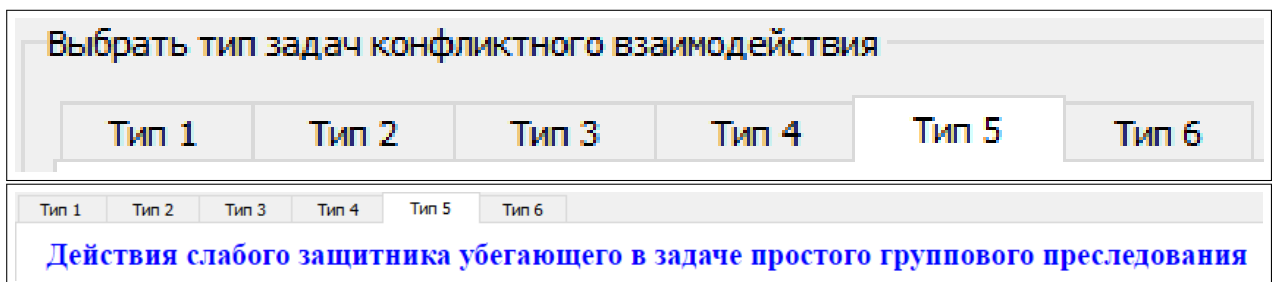 Выбрать тип задач конфликтного взаимодействия
Тип 1 Тип 2 Тип 3 Тип 4 Тип 5 Тип 6
Тип 1 Тип 2 Тип 3 Тип 4 Тип 5 Тип 6
Действия слабого защитника убегающего в задаче простого группового преследования